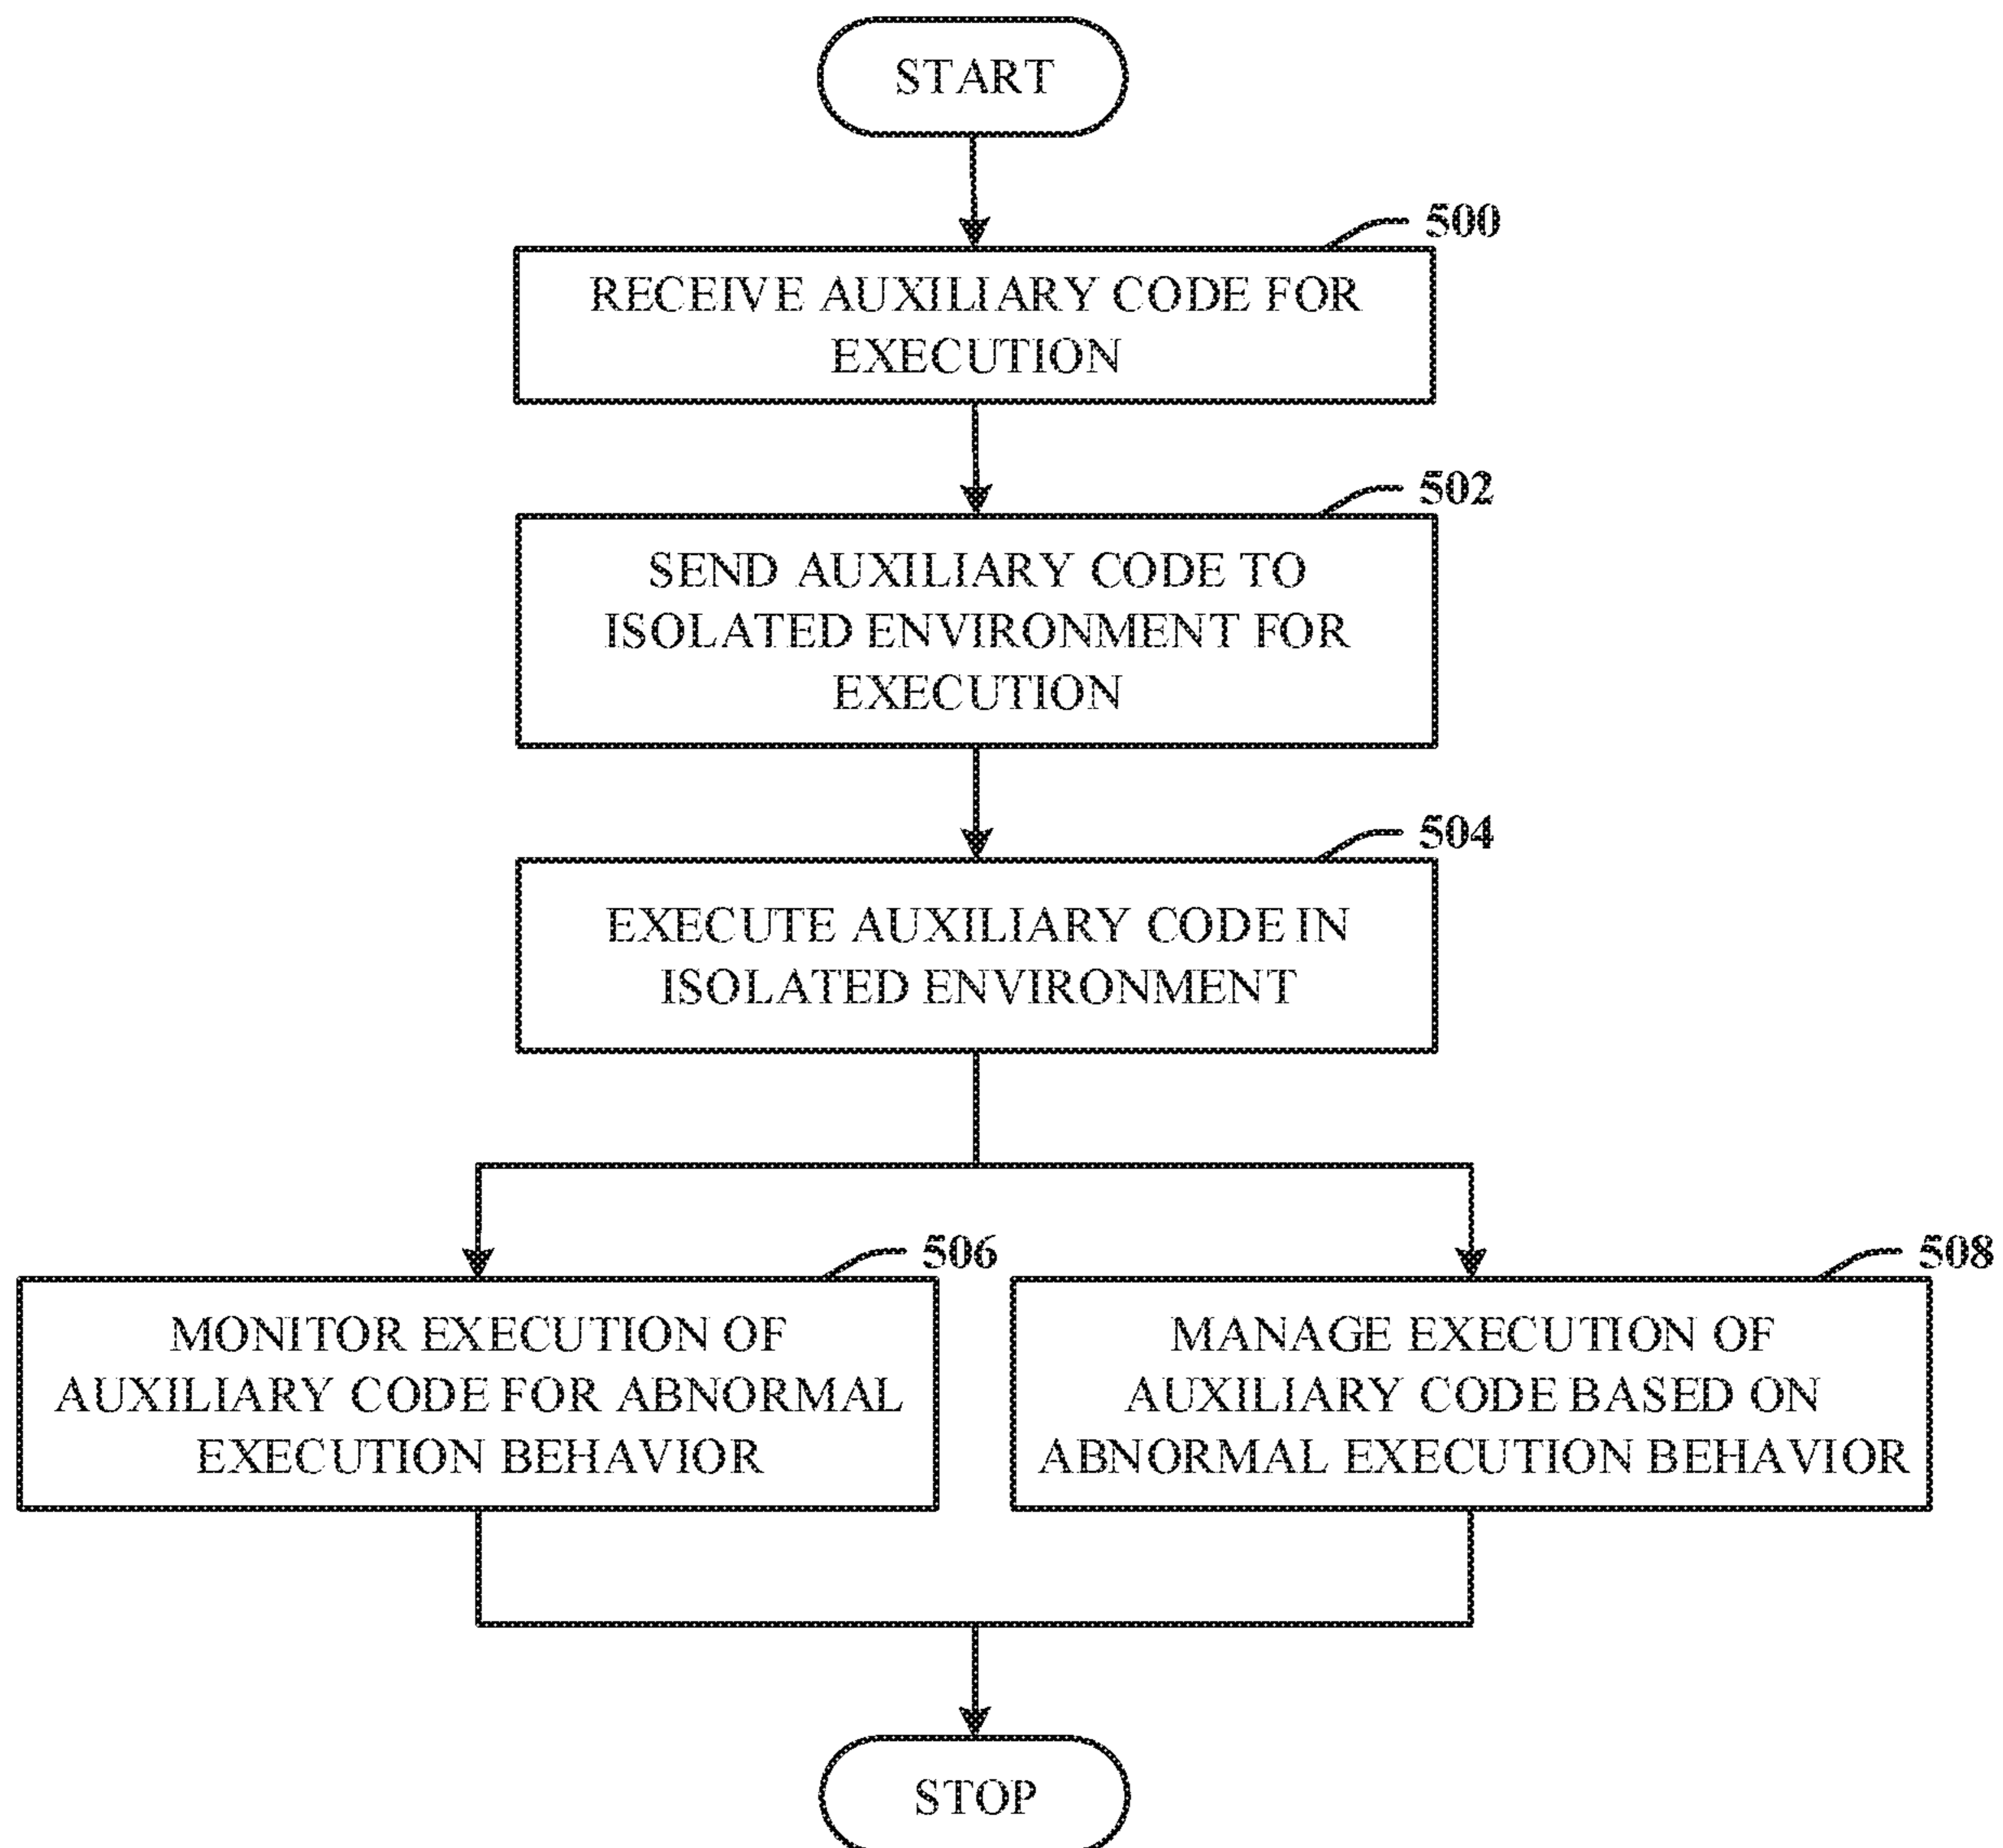 START
500
RECEIVE AUXILIARY CODE FOR
EXECUTION
502
SEND AUXILIARY CODE TO
ISOLATED ENVIRONMENT FOR
EXECUTION
504
EXECUTE AUXILIARY CODE IN
ISOLATED ENVIRONMENT
506
MONITOR EXECUTION OF
AUXILIARY CODE FOR ABNORMAL
EXECUTION BEHAVIOR
508
MANAGE EXECUTION OF
AUXILIARY CODE BASED ON
ABNORMAL EXECUTION BEHAVIOR
STOP